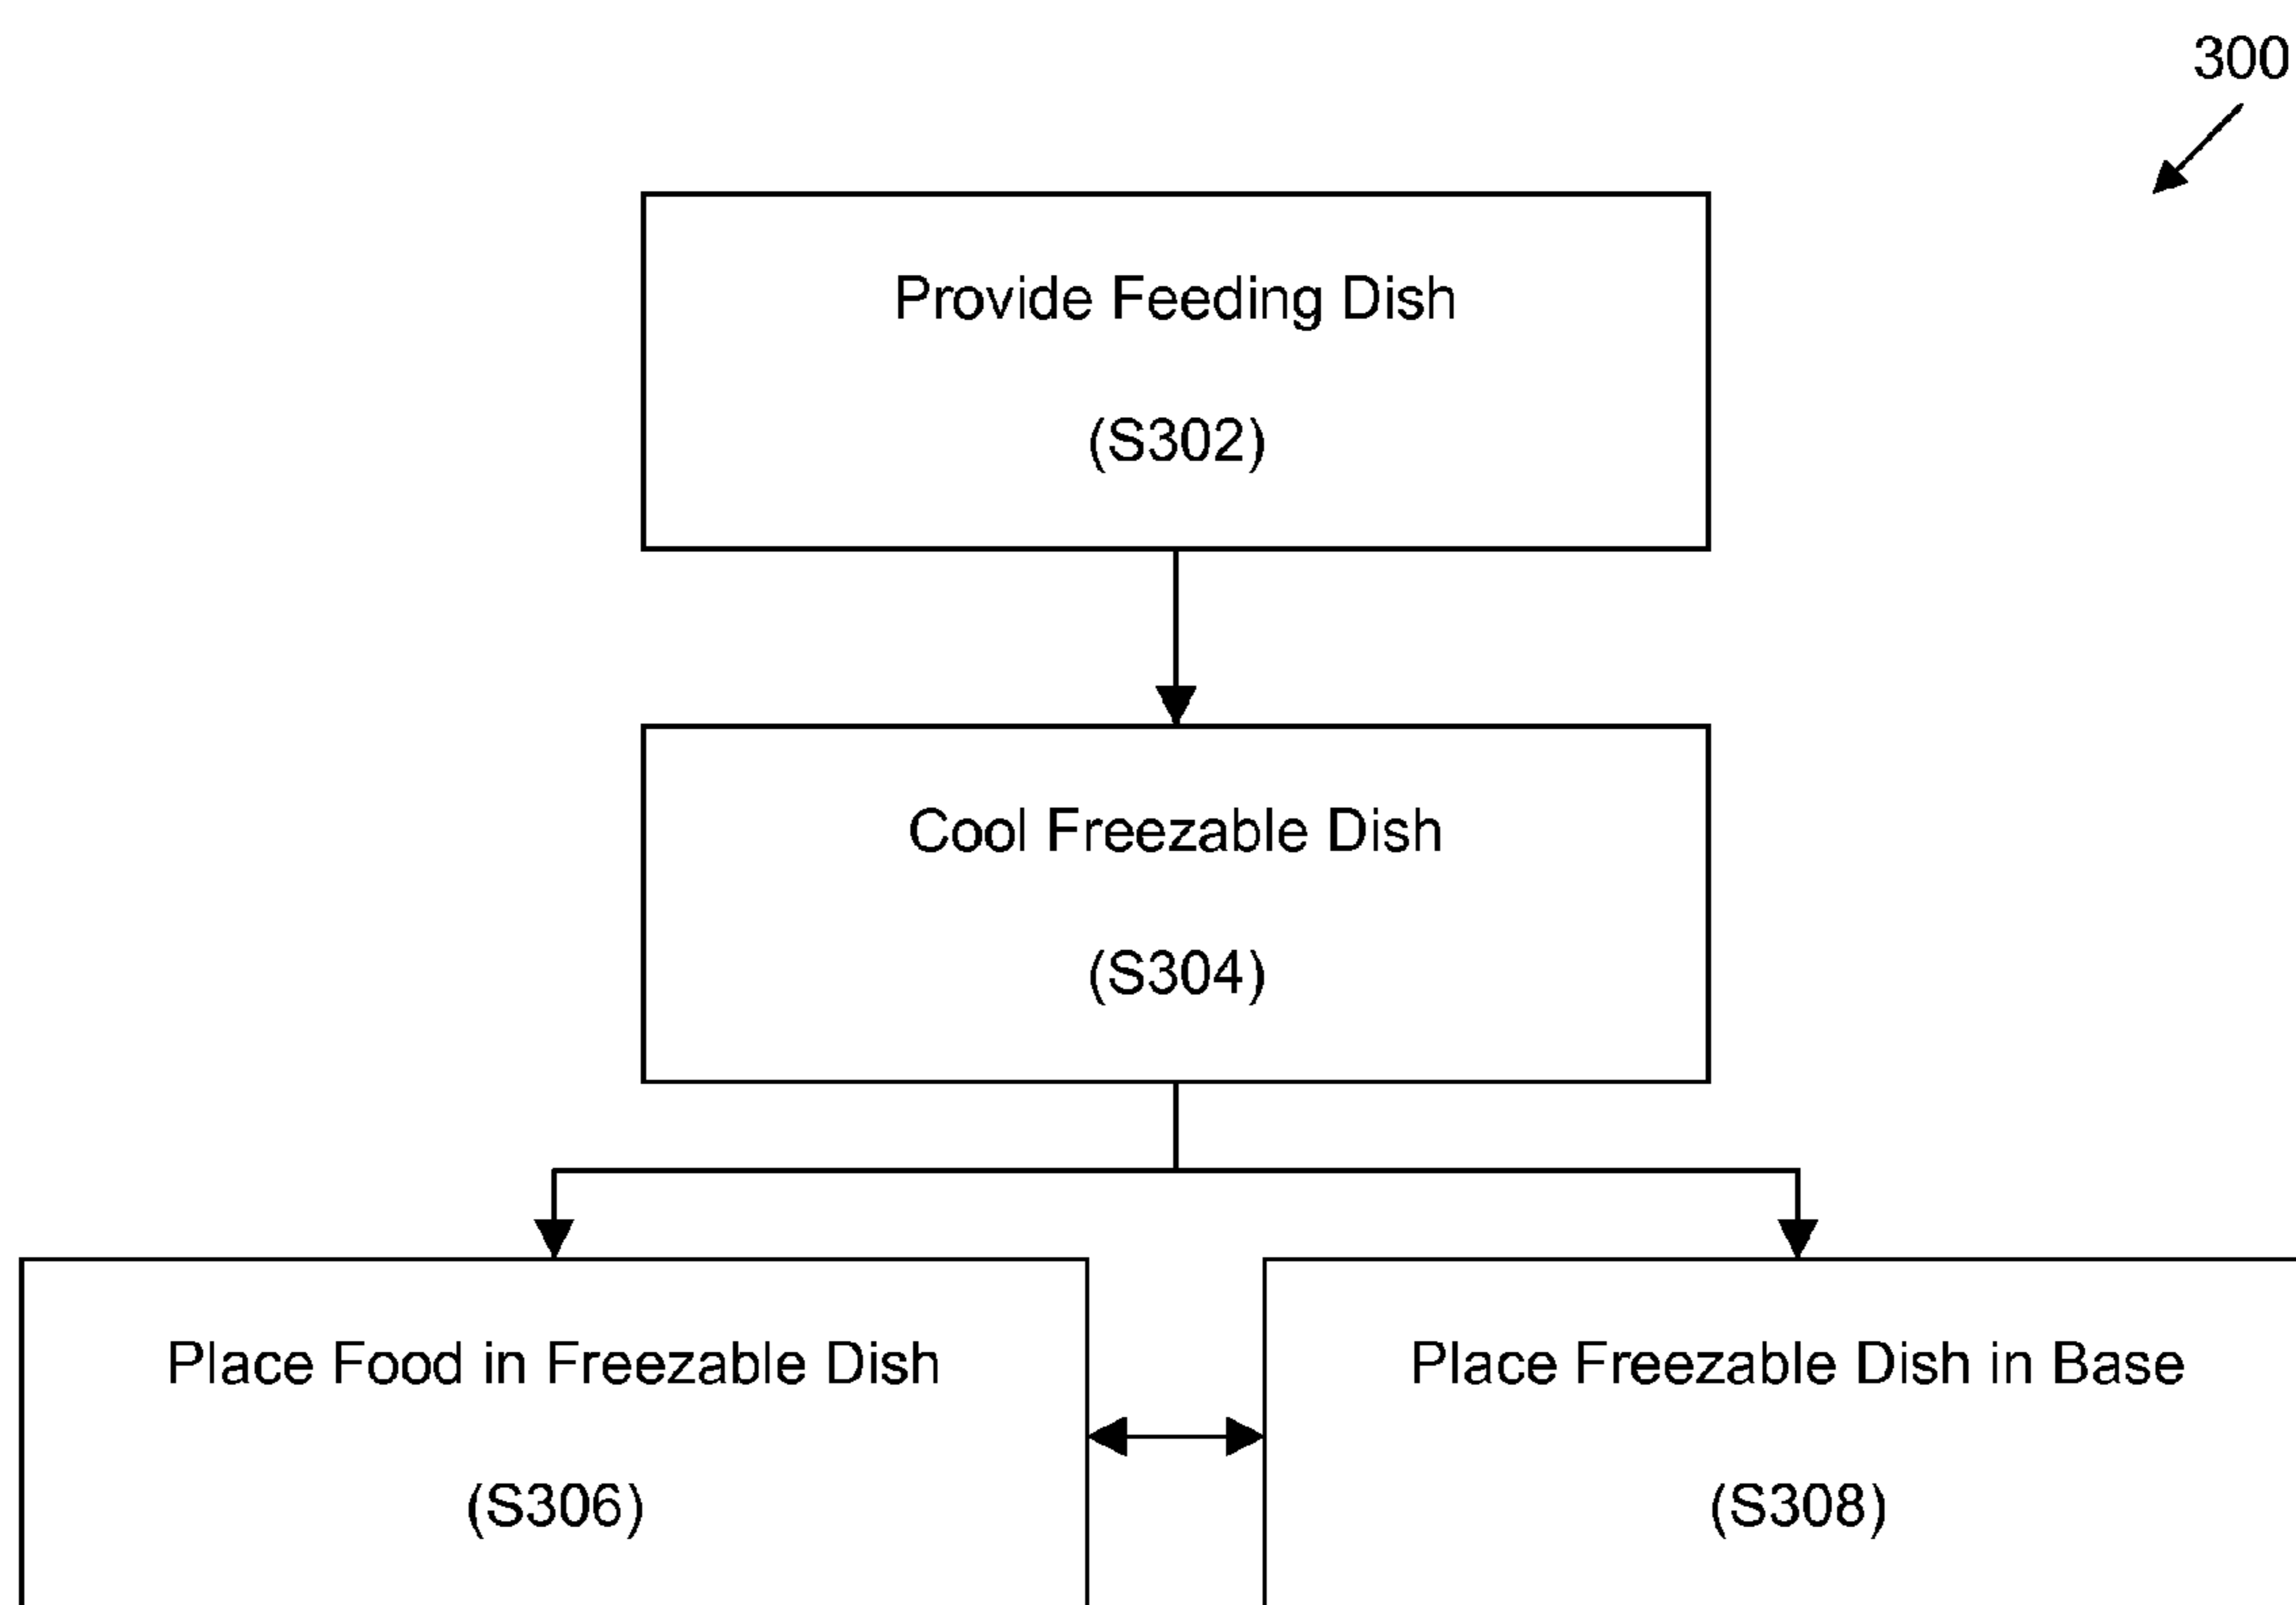 300
Provide Feeding Dish
(S302)
Cool Freezable Dish
(S304)
Place Food in Freezable Dish
(S306)
Place Freezable Dish in Base
(S308)